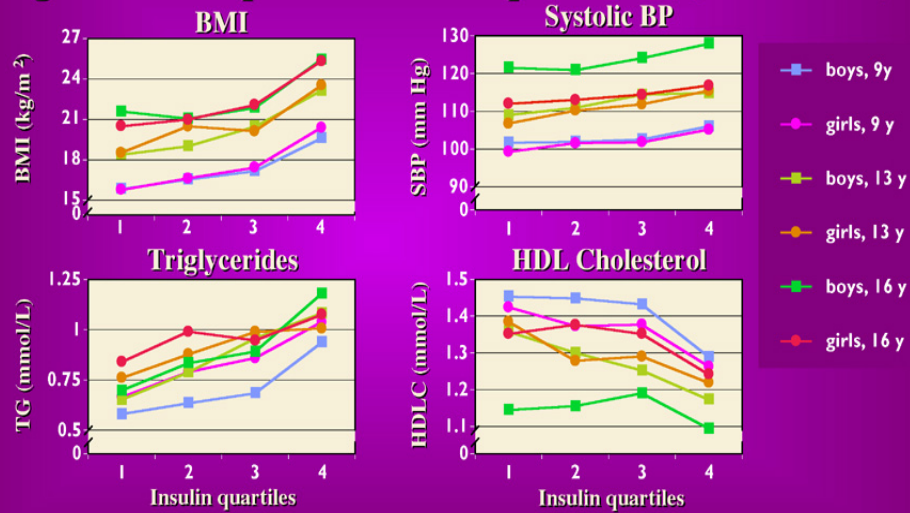 BMI
BMI (kg/m²)
27
24
21
18
15
0
1 2 3 4
Systolic BP
SBP (mm Hg)
130
120
110
100
90
0
1 2 3 4
boys, 9y
girls, 9 y
boys, 13 y
girls, 13 y
boys, 16 y
girls, 16 y
Triglycerides
TG (mmol/L)
1.25
1
0.75
0.5
0
1 2 3 4
Insulin quartiles
HDL Cholesterol
HDLC (mmol/L)
1.5
1.4
1.3
1.2
1.1
0
1 2 3 4
Insulin quartiles